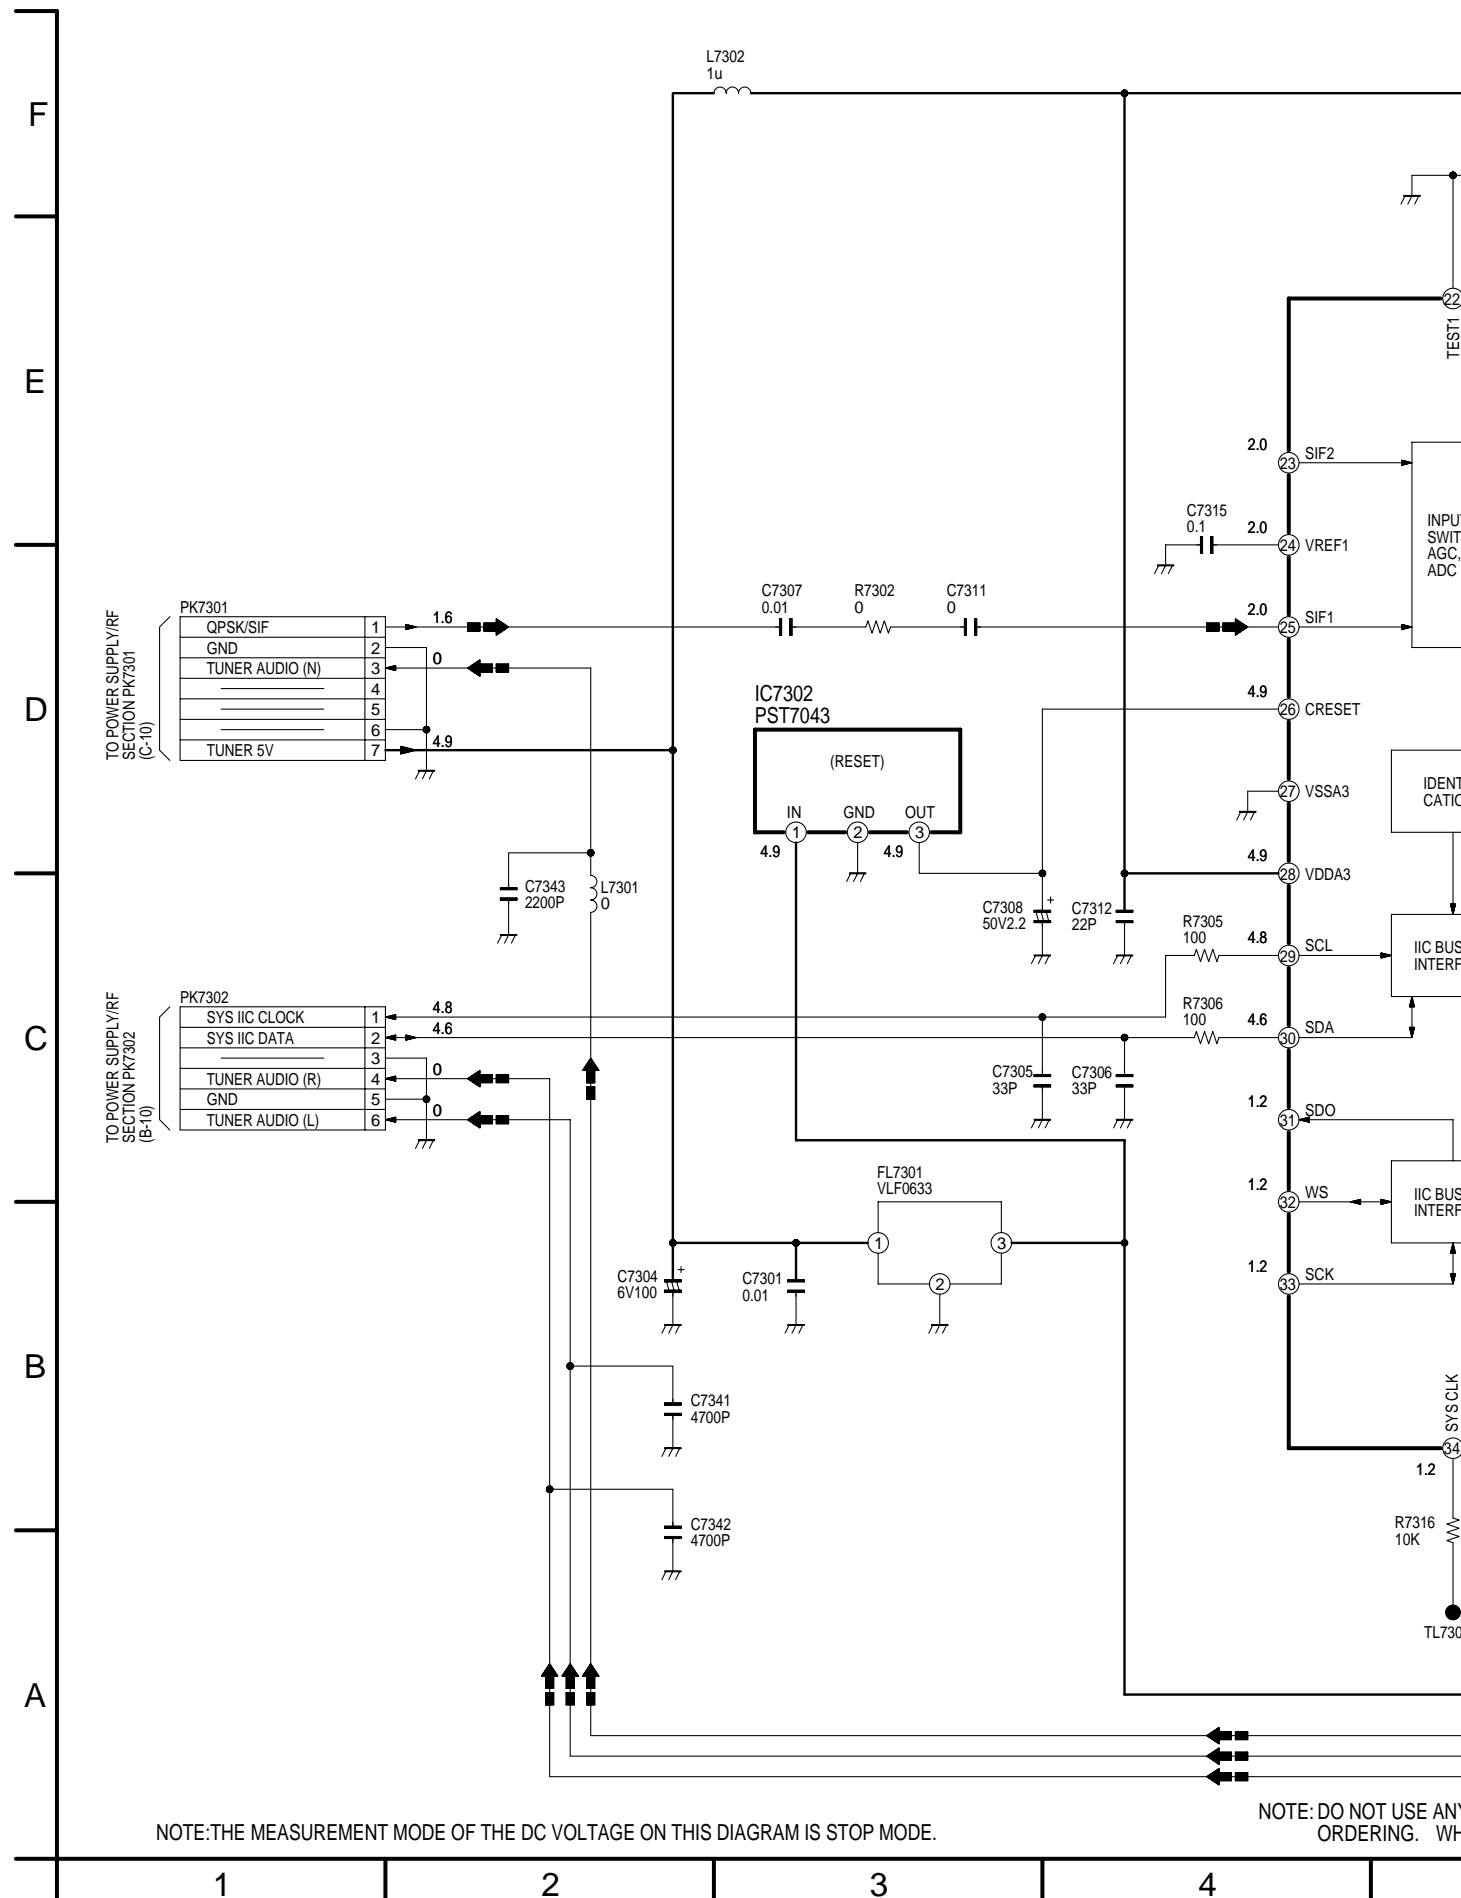 L7302
1u
F
22
TEST1
E
2.0
23
SIF2
C7315
0.1
2.0
24
VREF1
TO POWER SUPPLY/RF
SECTION PK7301
(C-10)
PK7301
QPSK/SIF 1
GND 2
TUNER AUDIO (N) 3
4
5
6
TUNER 5V 7
1.6
0
4.9
C7307
0.01
R7302
0
C7311
0
2.0
25
SIF1
D
IC7302
PST7043
(RESET)
IN GND OUT
1 2 3
4.9 4.9
4.9
26
CRESET
27
VSSA3
4.9
28
VDDA3
C7343
2200P
L7301
0
C7308
50V2.2
+
C7312
22P
R7305
100
4.8
29
SCL
IIC BUS
C
TO POWER SUPPLY/RF
SECTION PK7302
(B-10)
PK7302
SYS IIC CLOCK 1
SYS IIC DATA 2
3
TUNER AUDIO (R) 4
GND 5
TUNER AUDIO (L) 6
4.8
4.6
0
0
R7306
100
4.6
30
SDA
C7305
33P
C7306
33P
1.2
31
SDO
FL7301
VLF0633
1
3
2
1.2
32
WS
IIC BUS
C7304
6V100
+
C7301
0.01
1.2
33
SCK
ADC
AGC,
B
C7341
4700P
SYS CLK
34
1.2
C7342
4700P
R7316
10K
A
NOTE:THE MEASUREMENT MODE OF THE DC VOLTAGE ON THIS DIAGRAM IS STOP MODE.
NOTE: DO NOT USE
ORDERING.
1 2 3 4